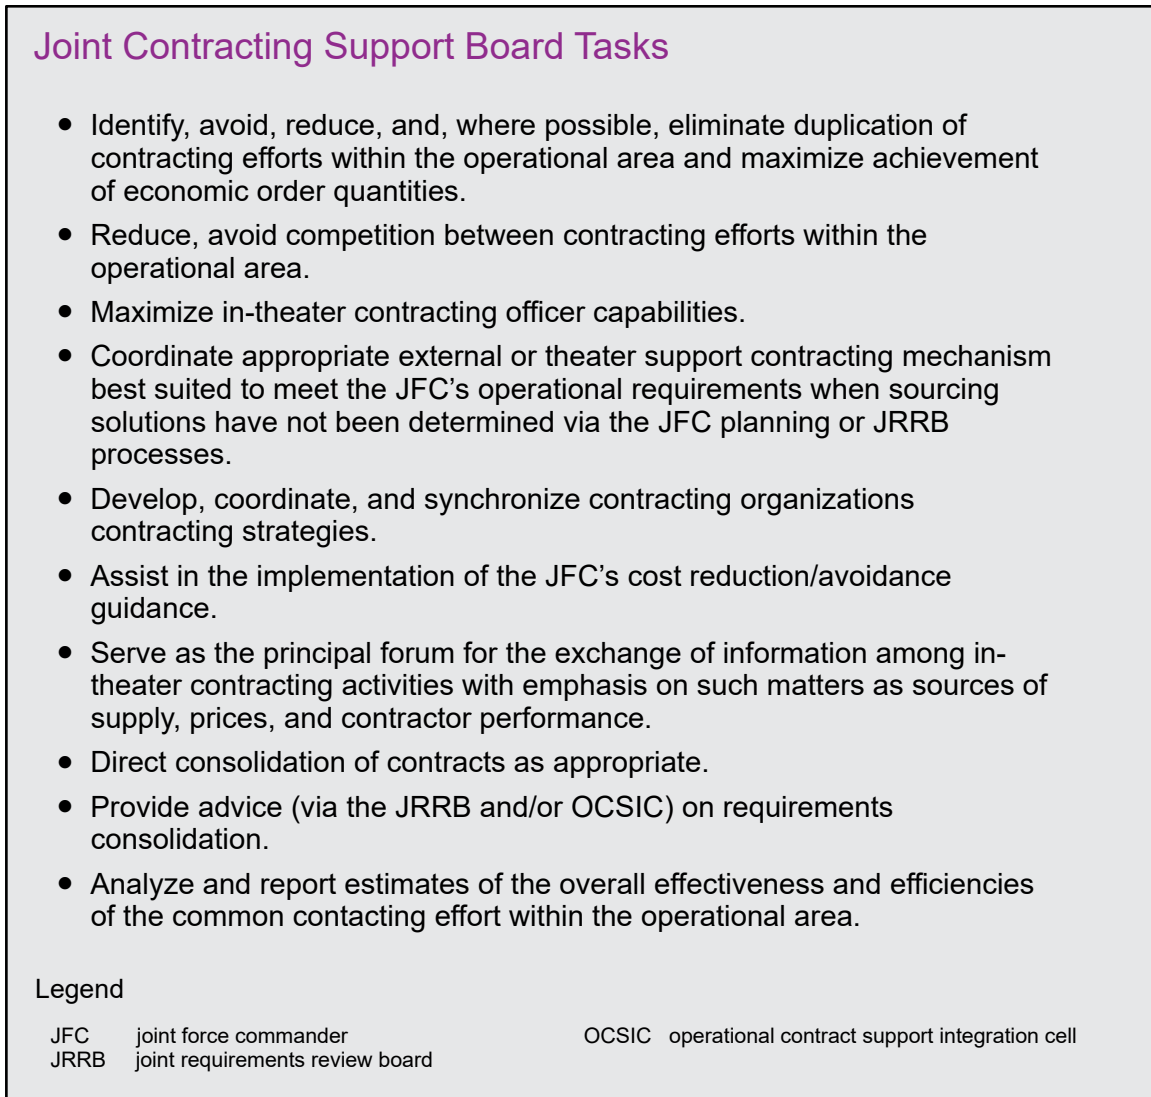 Joint Contracting Support Board Tasks
• Identify, avoid, reduce, and, where possible, eliminate duplication of
contracting efforts within the operational area and maximize achievement
of economic order quantities.
• Reduce, avoid competition between contracting efforts within the
operational area.
• Maximize in-theater contracting officer capabilities.
• Coordinate appropriate external or theater support contracting mechanism
best suited to meet the JFC’s operational requirements when sourcing
solutions have not been determined via the JFC planning or JRRB
processes.
• Develop, coordinate, and synchronize contracting organizations
contracting strategies.
• Assist in the implementation of the JFC’s cost reduction/avoidance
guidance.
• Serve as the principal forum for the exchange of information among in-
theater contracting activities with emphasis on such matters as sources of
supply, prices, and contractor performance.
• Direct consolidation of contracts as appropriate.
• Provide advice (via the JRRB and/or OCSIC) on requirements
consolidation.
• Analyze and report estimates of the overall effectiveness and efficiencies
of the common contacting effort within the operational area.
Legend
JFC joint force commander
JRRB joint requirements review board
OCSIC operational contract support integration cell